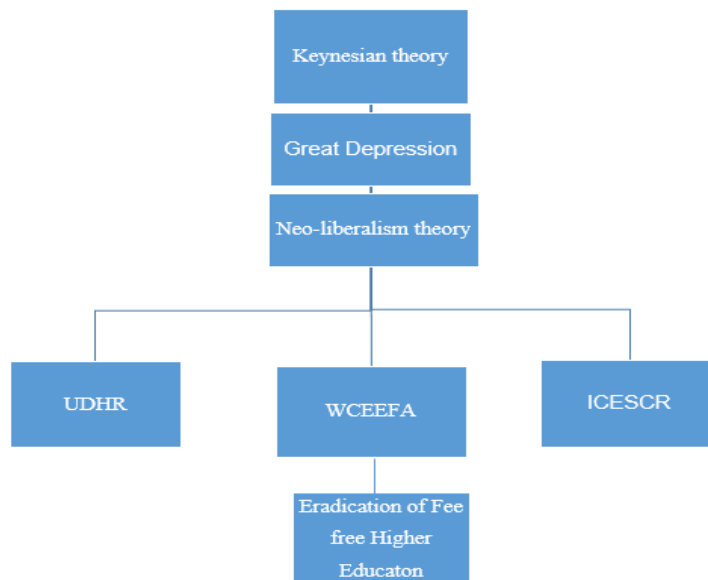 Keynesian theory
Great Depression
Neo-liberalism theory
UDHR
WCEEFA
ICESCR
Eradication of Fee
free Higher
Educaton